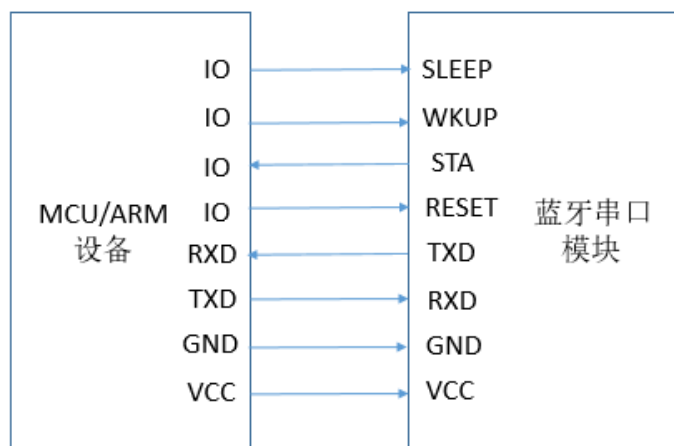 IO SLEEP
IO WKUP
IO STA
IO RESET
MCU/ARM
设备
蓝牙串口
模块
RXD TXD
TXD RXD
GND GND
VCC VCC